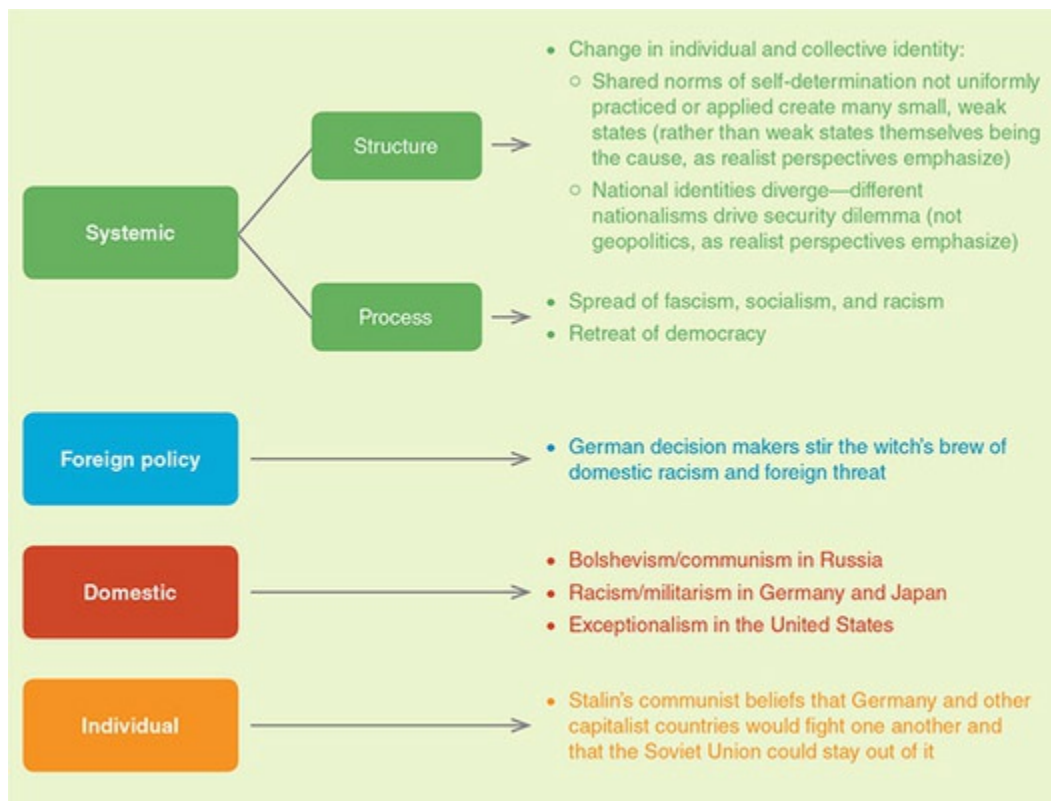 Systemic
Structure
• Change in individual and collective identity:
○ Shared norms of self-determination not uniformly
practiced or applied create many small, weak
states (rather than weak states themselves being
the cause, as realist perspectives emphasize)
○ National identities diverge—different
nationalisms drive security dilemma (not
geopolitics, as realist perspectives emphasize)
Process
• Spread of fascism, socialism, and racism
• Retreat of democracy
Foreign policy
• German decision makers stir the witch’s brew of
domestic racism and foreign threat
Domestic
• Bolshevism/communism in Russia
• Racism/militarism in Germany and Japan
• Exceptionalism in the United States
Individual
• Stalin’s communist beliefs that Germany and other
capitalist countries would fight one another and
that the Soviet Union could stay out of it